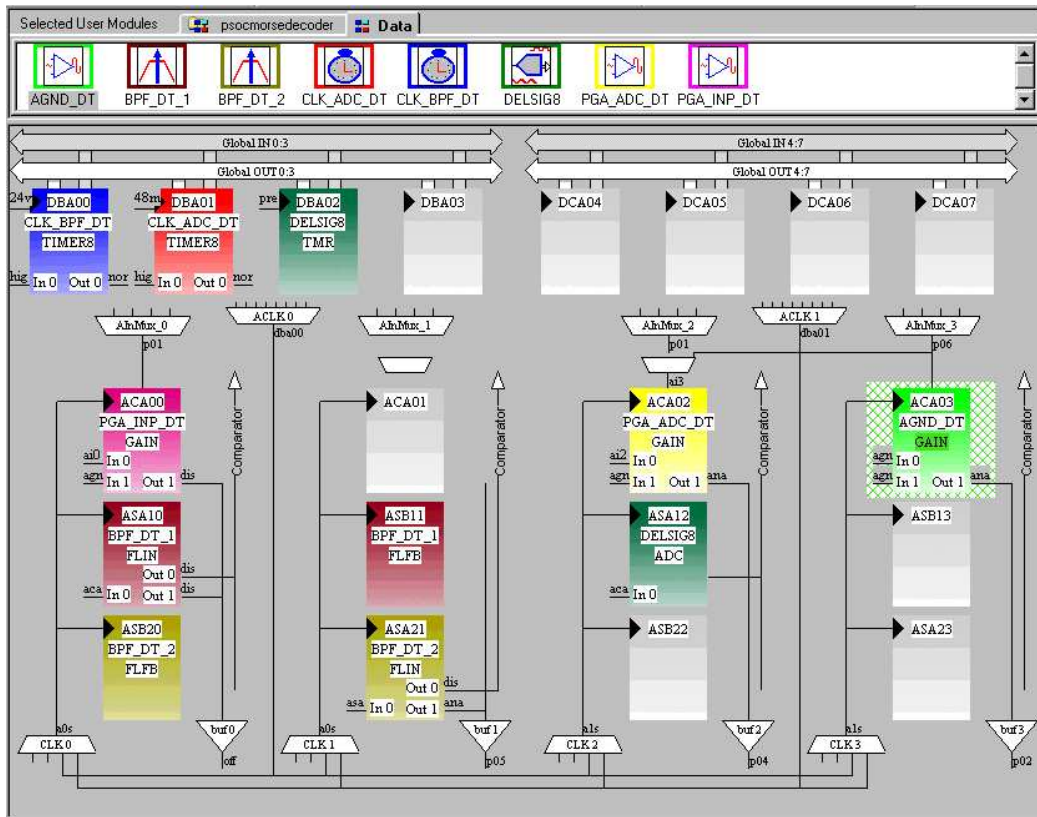 Selected User Modules psocmorsedecoder Data
AGND_DT BPF_DT_1 BPF_DT_2 CLK_ADC_DT CLK_BPF_DT DELSIG8 PGA_ADC_DT PGA_INP_DT
Global IN 0:3 Global IN 4:7
Global OUT 0:3 Global OUT 4:7
24v DBA00 48m DBA01 pre DBA02 DBA03 DCA04 DCA05 DCA06 DCA07
CLK_BPF_DT CLK_ADC_DT DELSIG8
TIMER8 TIMER8 TMR
hig In 0 Out 0 nor hig In 0 Out 0 nor
AInMux_0 ACLK 0 AInMux_1 AInMux_2 ACLK 1 AInMux_3
p01 dba00 p01 dba01 p06
ai3
ACA00 ACA01 ACA02 ACA03
PGA_INP_DT PGA_ADC_DT AGND_DT
GAIN GAIN GAIN
Comparator Comparator Comparator Comparator
ai0 In 0 ai2 In 0 agn In 0
agn In 1 Out 1 dis agn In 1 Out 1 ana agn In 1 Out 1 ana
ASA10 ASB11 ASA12 ASB13
BPF_DT_1 BPF_DT_1 DELSIG8
FLIN FLFB ADC
Out 0 dis
aca In 0 Out 1 dis aca In 0
ASB20 ASA21 ASB22 ASA23
BPF_DT_2 BPF_DT_2
FLFB FLIN
Out 0 dis
asa In 0 Out 1 ana
a0s buf0 a0s buf1 a1s buf2 a1s buf3
CLK 0 CLK 1 CLK 2 CLK 3
off p05 p04 p02